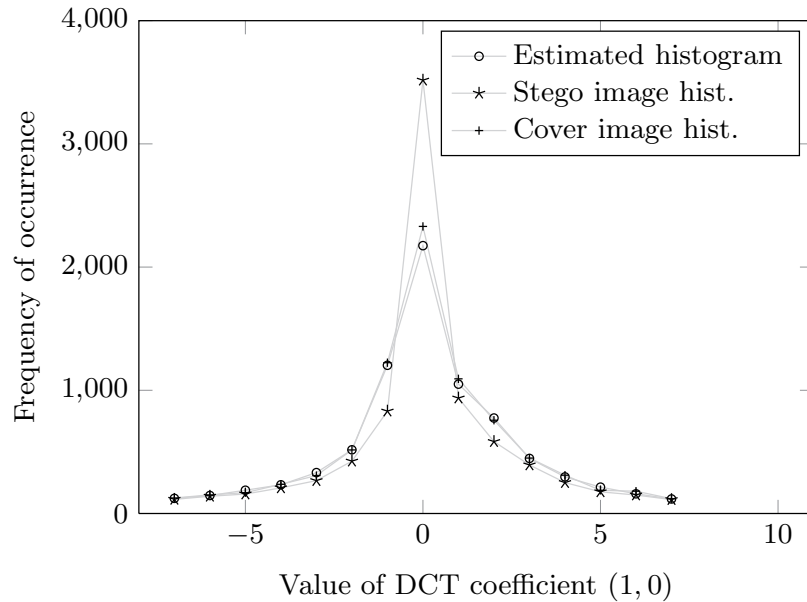 4,000
3,000
2,000
1,000
0
Frequency of occurrence
Estimated histogram
Stego image hist.
Cover image hist.
−5 0 5 10
Value of DCT coefficient (1, 0)